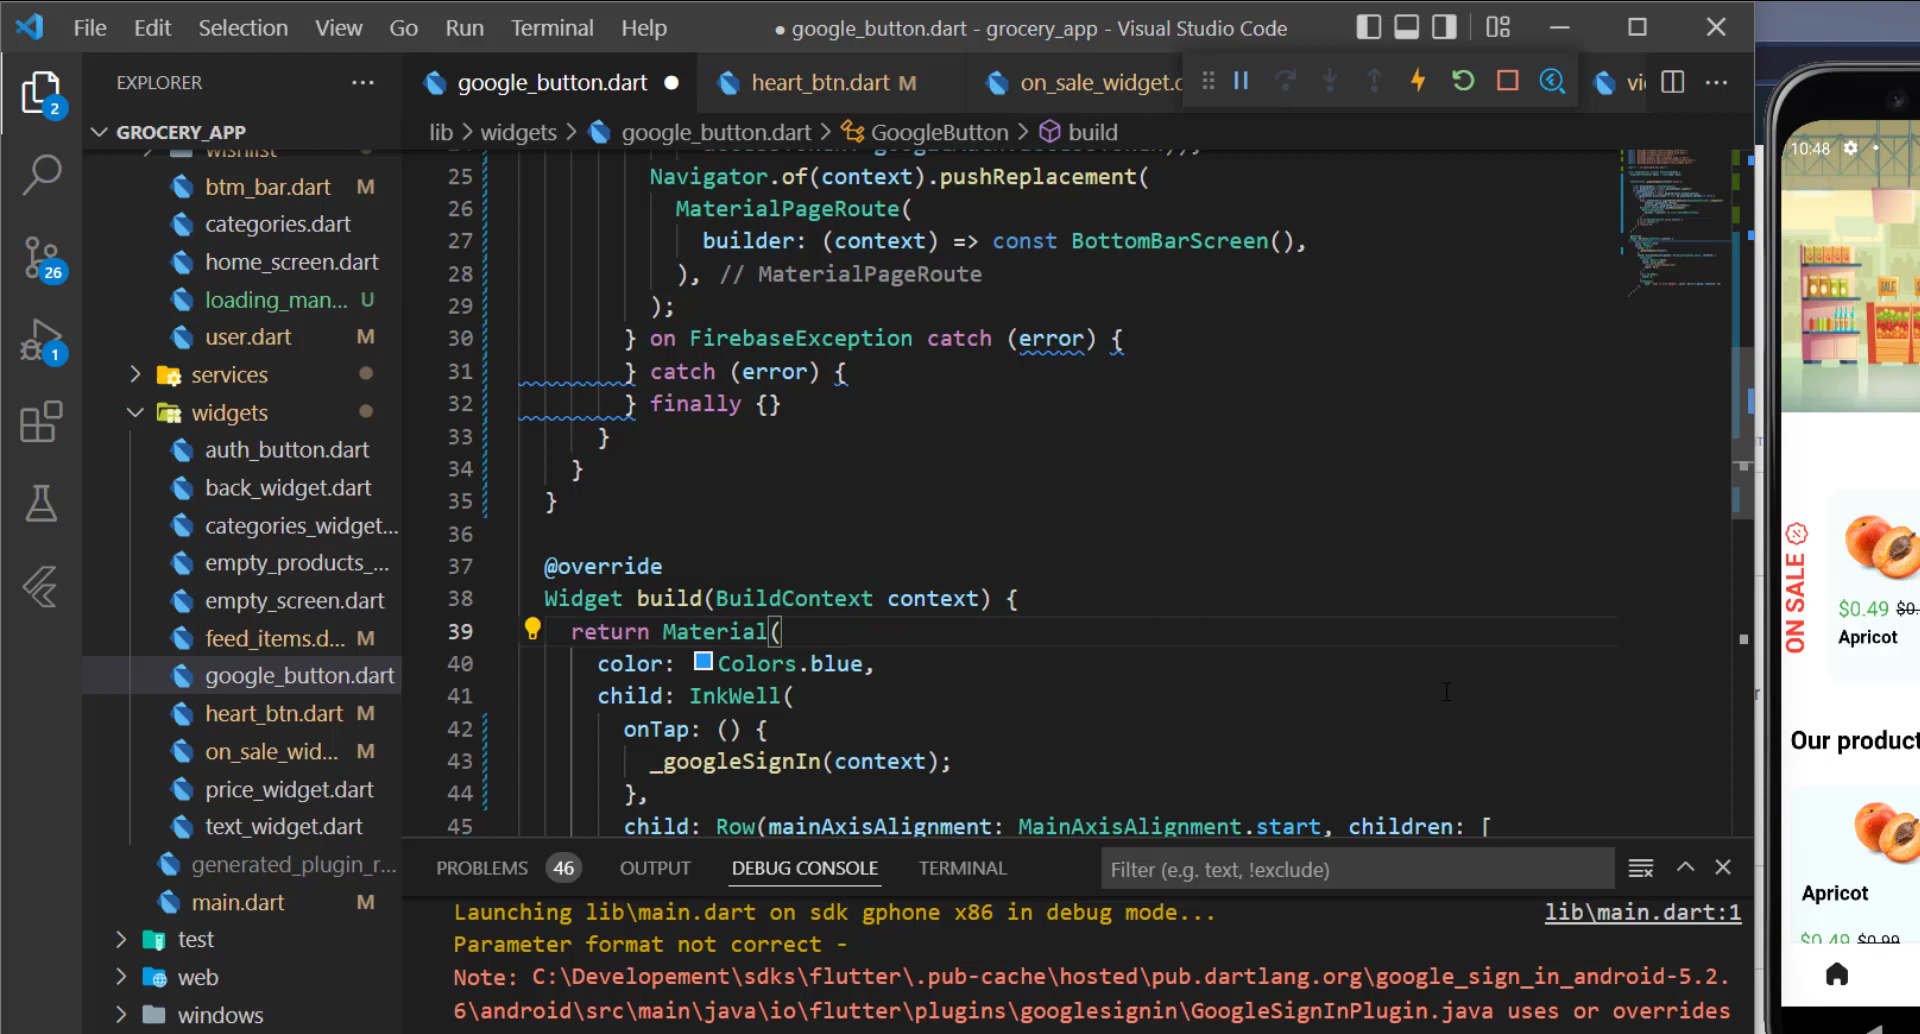 File Edit Selection View Go Run Terminal Help
● google_button.dart - grocery_app - Visual Studio Code
2
26
1
EXPLORER ...
GROCERY_APP
wishlist
btm_bar.dart M
categories.dart
home_screen.dart
loading_man... U
user.dart M
services
widgets
auth_button.dart
back_widget.dart
categories_widget...
empty_products_...
empty_screen.dart
feed_items.d... M
google_button.dart
heart_btn.dart M
on_sale_wid... M
price_widget.dart
text_widget.dart
generated_plugin_r...
main.dart M
test
web
windows
google_button.dart ● heart_btn.dart M on_sale_widget.d
lib > widgets > google_button.dart > GoogleButton > build
25 Navigator.of(context).pushReplacement(
26 MaterialPageRoute(
27 builder: (context) => const BottomBarScreen(),
28 ), // MaterialPageRoute
29 );
30 } on FirebaseException catch (error) {
31 } catch (error) {
32 } finally {}
33 }
34 }
35 }
36
37 @override
38 Widget build(BuildContext context) {
39 return Material(
40 color: Colors.blue,
41 child: InkWell(
42 onTap: () {
43 _googleSignIn(context);
44 },
45 child: Row(mainAxisAlignment: MainAxisAlignment.start, children: [
PROBLEMS 46 OUTPUT DEBUG CONSOLE TERMINAL Filter (e.g. text, !exclude)
Launching lib\main.dart on sdk gphone x86 in debug mode... lib\main.dart:1
Parameter format not correct -
Note: C:\Developement\sdks\flutter\.pub-cache\hosted\pub.dartlang.org\google_sign_in_android-5.2.
6\android\src\main\java\io\flutter\plugins\googlesignin\GoogleSignInPlugin.java uses or overrides
10:48
SALE
ON SALE
$0.49 $0.
Apricot
Our product
Apricot
$0.49 $0.99